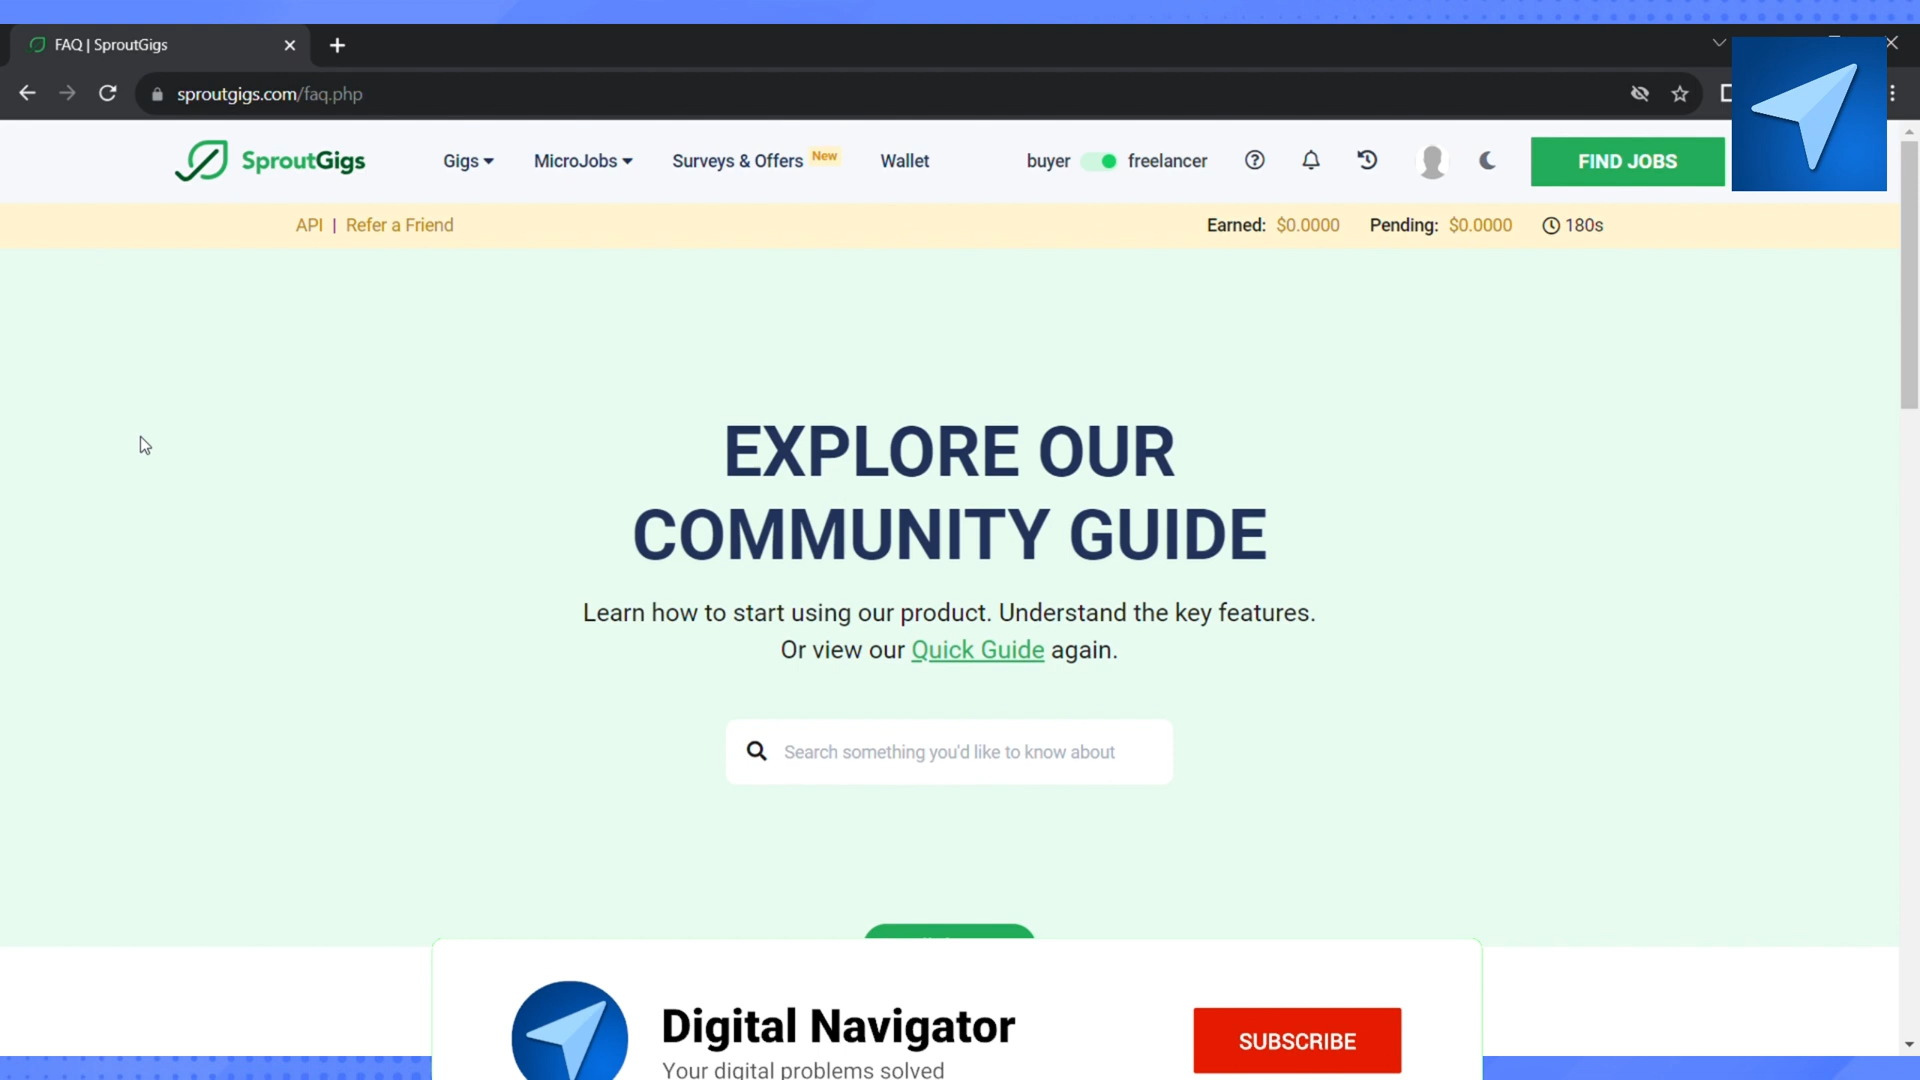 FAQ | SproutGigs
sproutgigs.com/faq.php
SproutGigs
Gigs
MicroJobs
Surveys & Offers New
Wallet
buyer
freelancer
FIND JOBS
API | Refer a Friend
Earned: $0.0000
Pending: $0.0000
180s
EXPLORE OUR
COMMUNITY GUIDE
Learn how to start using our product. Understand the key features.
Or view our Quick Guide again.
Search something you'd like to know about
Digital Navigator
Your digital problems solved
SUBSCRIBE